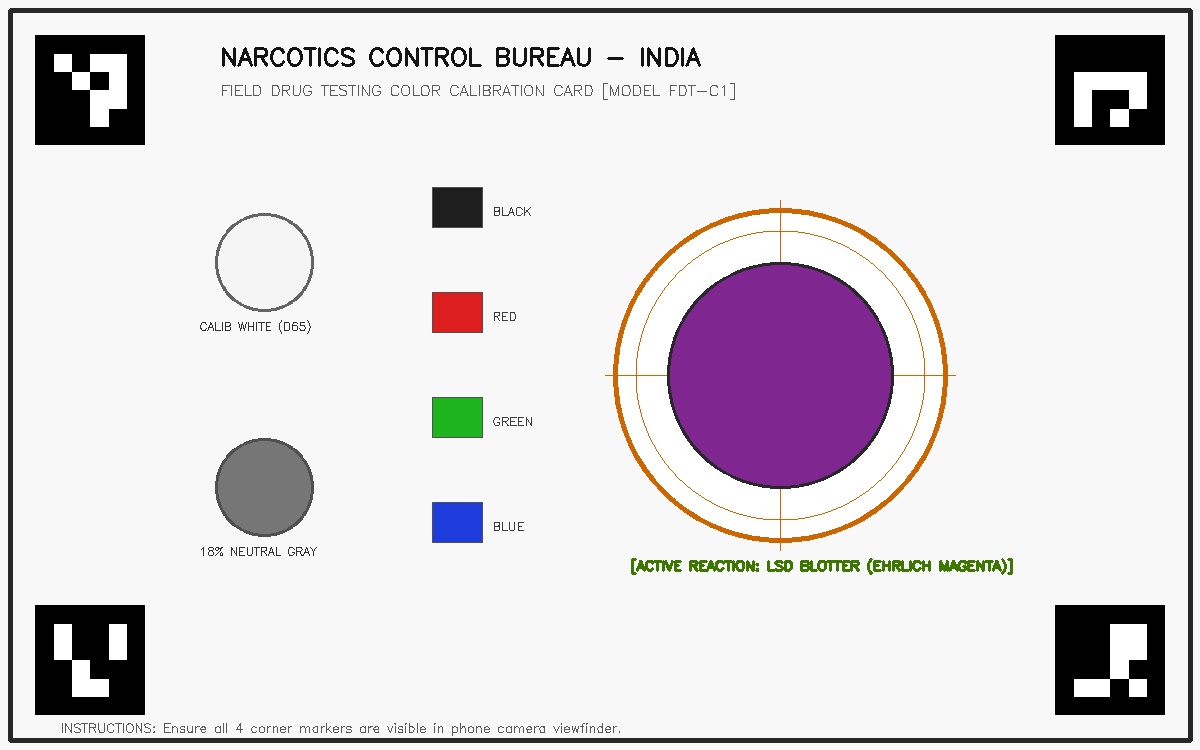 NARCOTICS CONTROL BUREAU - INDIA
FIELD DRUG TESTING COLOR CALIBRATION CARD [MODEL FDT-C1]
BLACK
CALIB WHITE (D65)
RED
GREEN
BLUE
18% NEUTRAL GRAY
[ACTIVE REACTION: LSD BLOTTER (EHRLICH MAGENTA)]
INSTRUCTIONS: Ensure all 4 corner markers are visible in phone camera viewfinder.